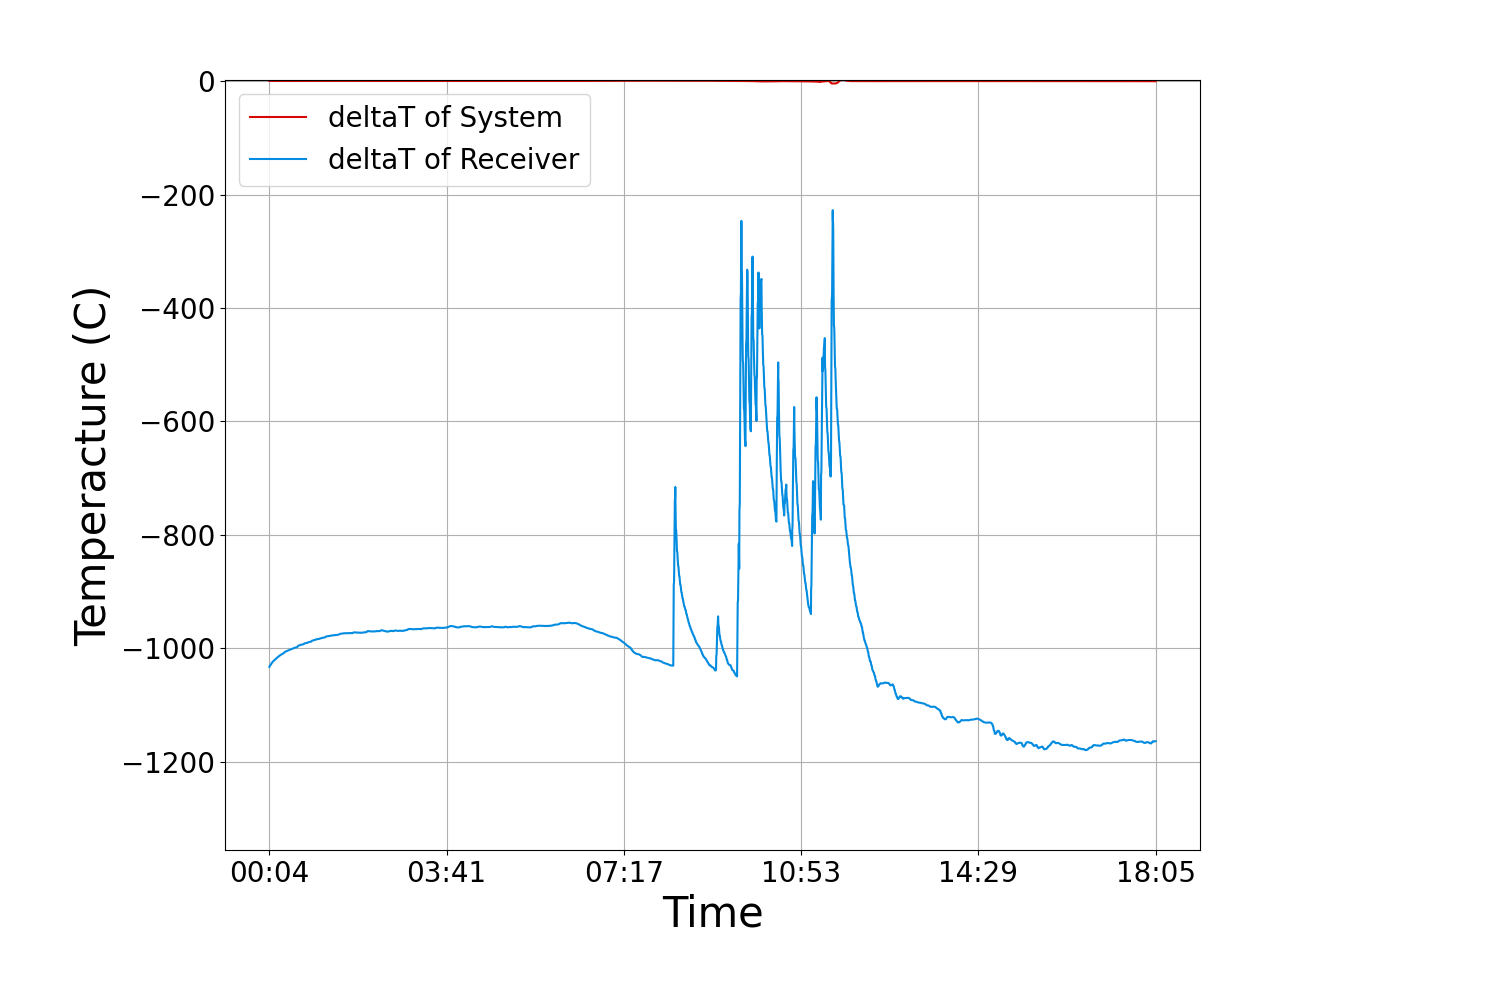 0
−200
−400
−600
−800
−1000
−1200
Temperacture (C)
deltaT of System
deltaT of Receiver
00:04 03:41 07:17 10:53 14:29 18:05
Time